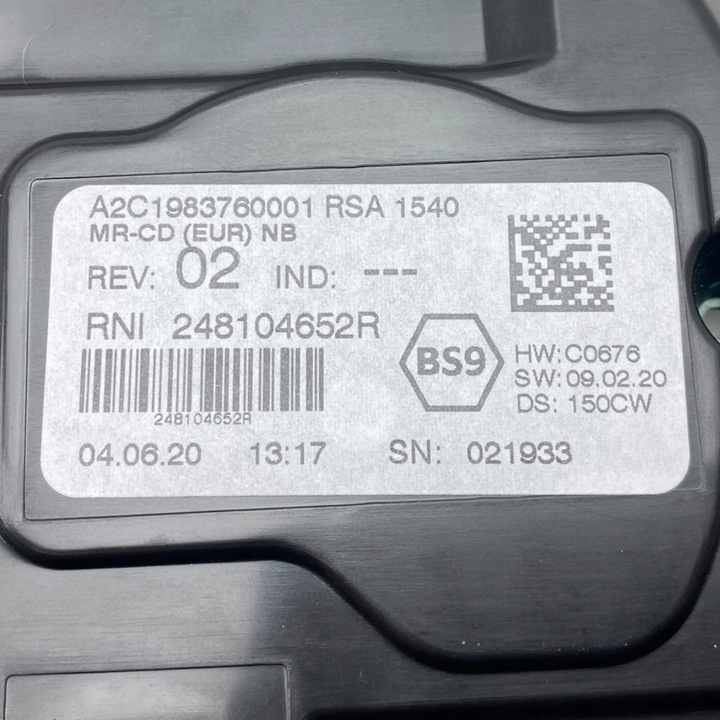 A2C1983760001 RSA 1540
MR-CD (EUR) NB
REV: 02 IND: ---
RNI 248104652R
248104652R
BS9
HW:C0676
SW:09.02.20
DS: 150CW
04.06.20 13:17 SN: 021933